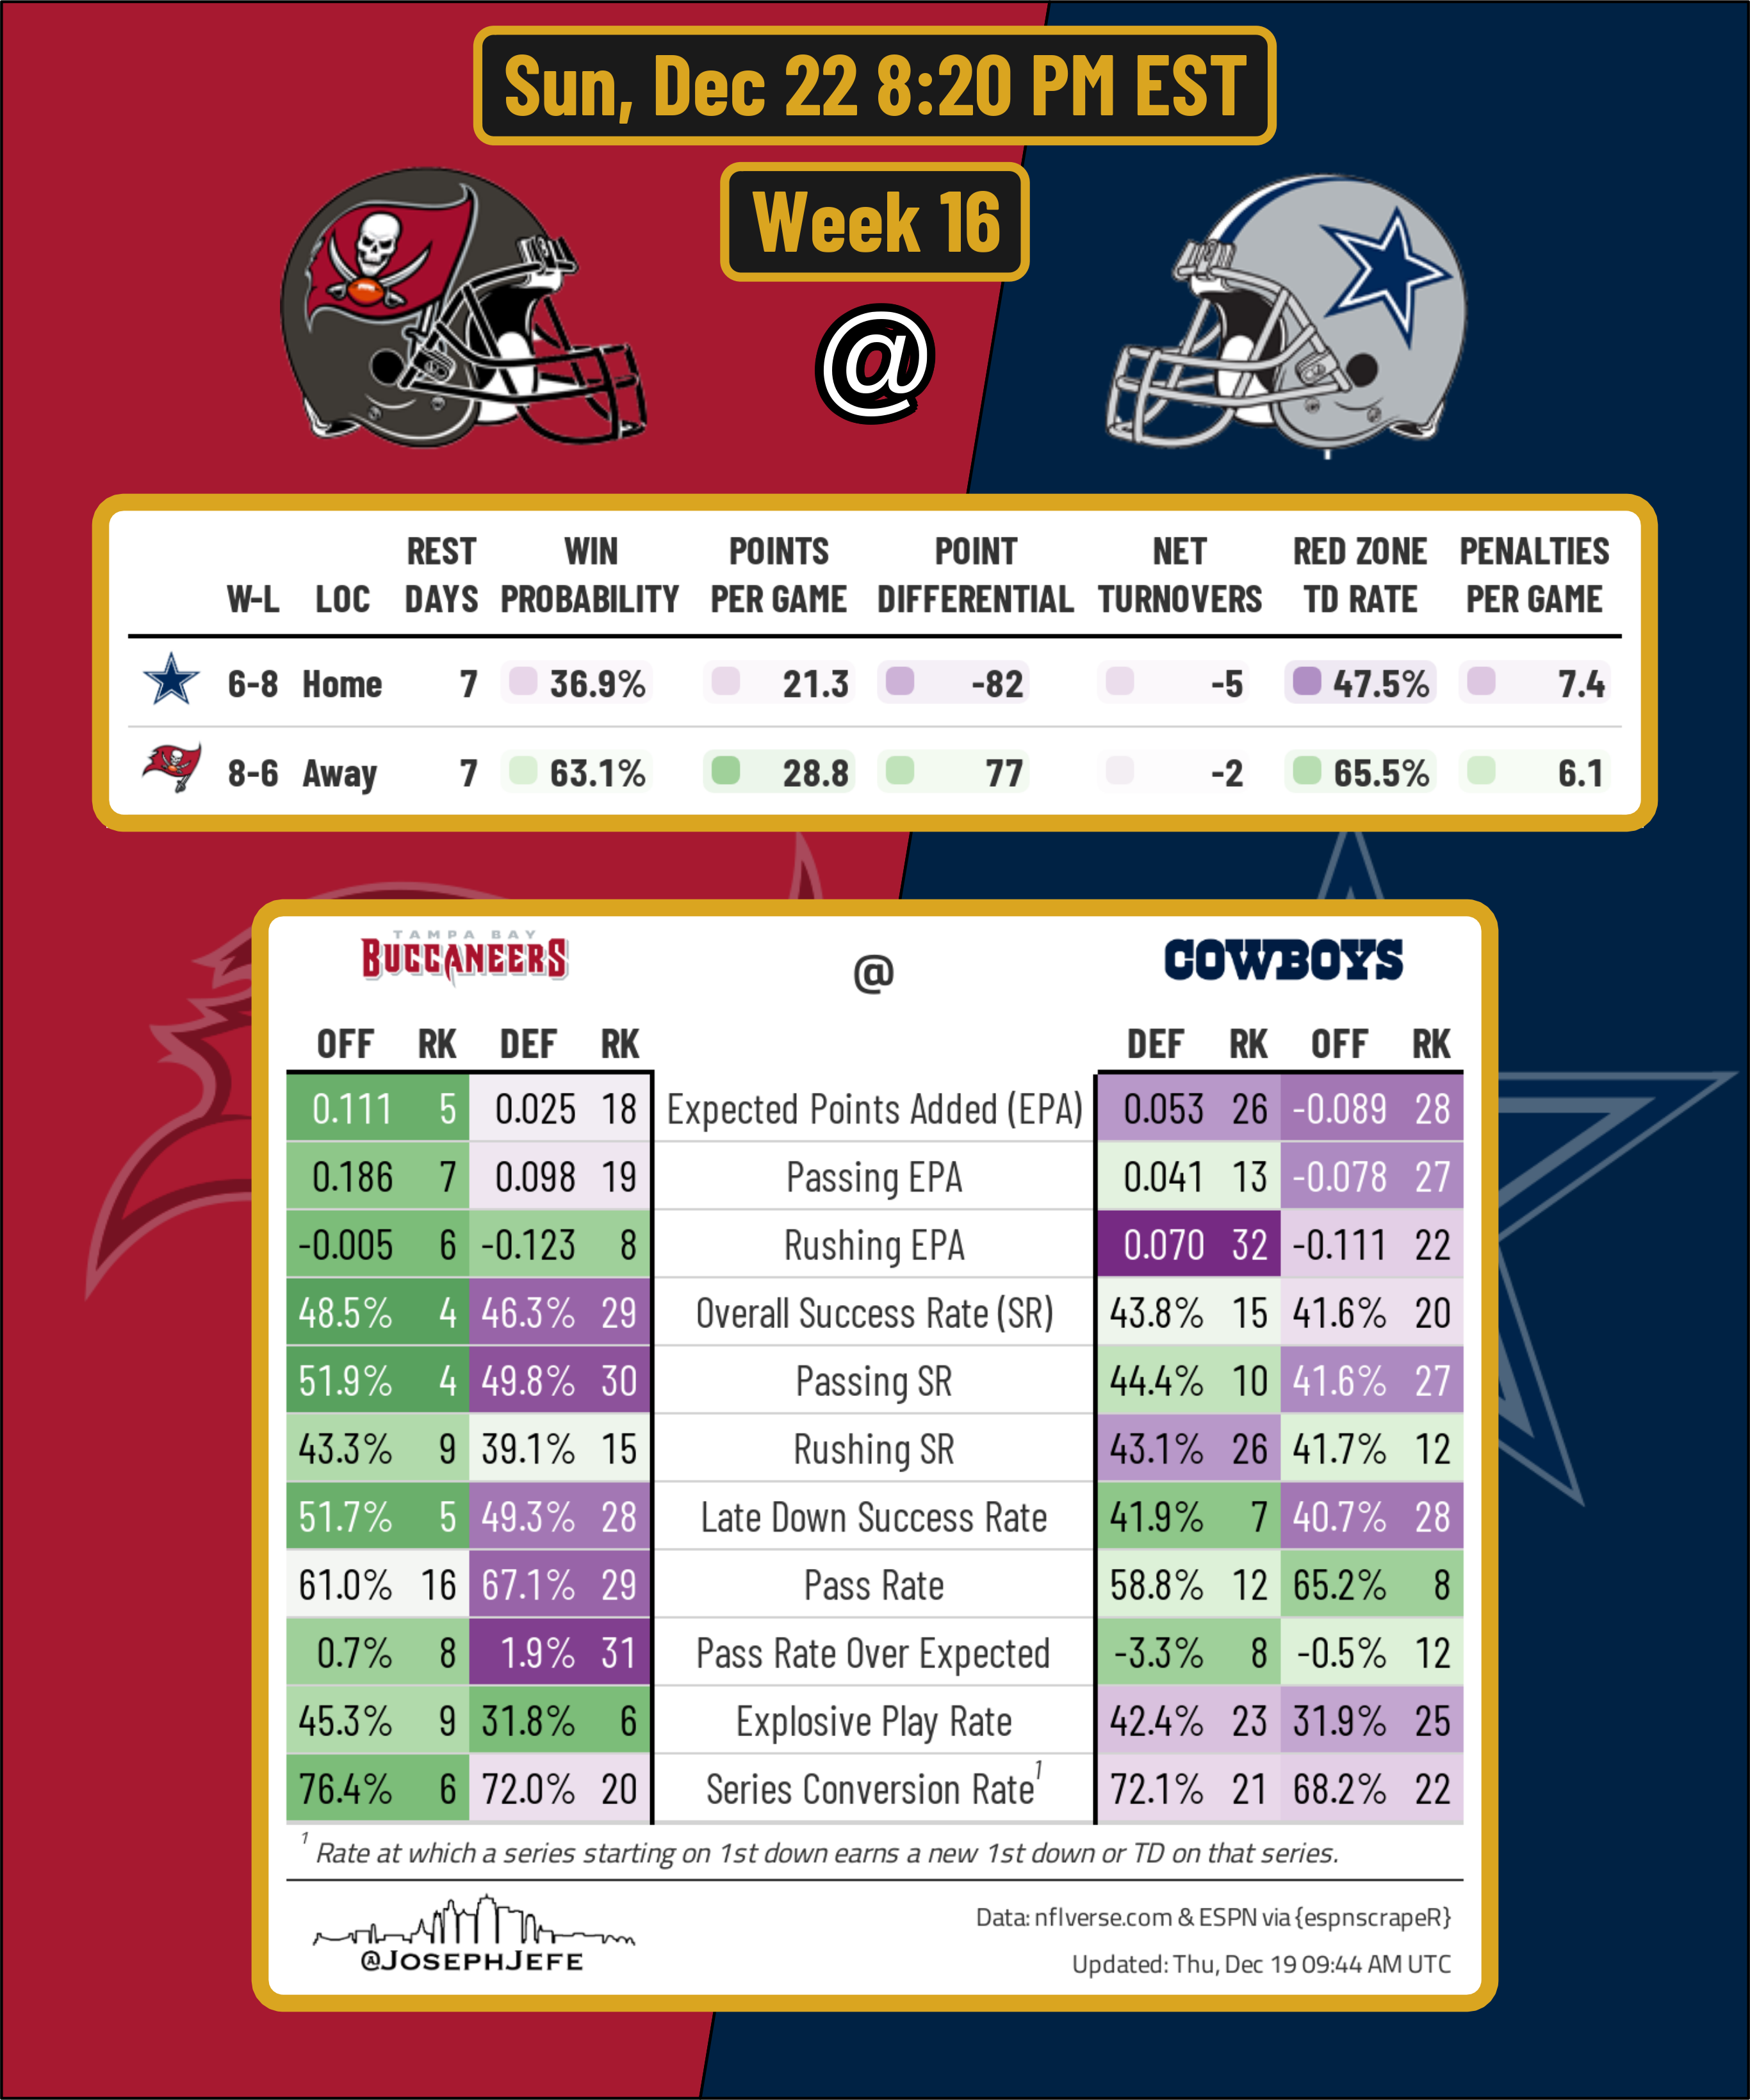 Sun, Dec 22 8:20 PM EST
Week 16
@
REST WIN POINTS POINT NET RED ZONE PENALTIES
W-L LOC DAYS PROBABILITY PER GAME DIFFERENTIAL TURNOVERS TD RATE PER GAME
6-8 Home 7 36.9% 21.3 -82 -5 47.5% 7.4
8-6 Away 7 63.1% 28.8 77 -2 65.5% 6.1
TAMPA BAY
BUCCANEERS @ COWBOYS
OFF RK DEF RK DEF RK OFF RK
0.111 5 0.025 18 Expected Points Added (EPA) 0.053 26 -0.089 28
0.186 7 0.098 19 Passing EPA 0.041 13 -0.078 27
-0.005 6 -0.123 8 Rushing EPA 0.070 32 -0.111 22
48.5% 4 46.3% 29 Overall Success Rate (SR) 43.8% 15 41.6% 20
51.9% 4 49.8% 30 Passing SR 44.4% 10 41.6% 27
43.3% 9 39.1% 15 Rushing SR 43.1% 26 41.7% 12
51.7% 5 49.3% 28 Late Down Success Rate 41.9% 7 40.7% 28
61.0% 16 67.1% 29 Pass Rate 58.8% 12 65.2% 8
0.7% 8 1.9% 31 Pass Rate Over Expected -3.3% 8 -0.5% 12
45.3% 9 31.8% 6 Explosive Play Rate 42.4% 23 31.9% 25
76.4% 6 72.0% 20 Series Conversion Rate1 72.1% 21 68.2% 22
1 Rate at which a series starting on 1st down earns a new 1st down or TD on that series.
Data: nflverse.com & ESPN via {espnscrapeR}
@JOSEPHJEFE
Updated: Thu, Dec 19 09:44 AM UTC